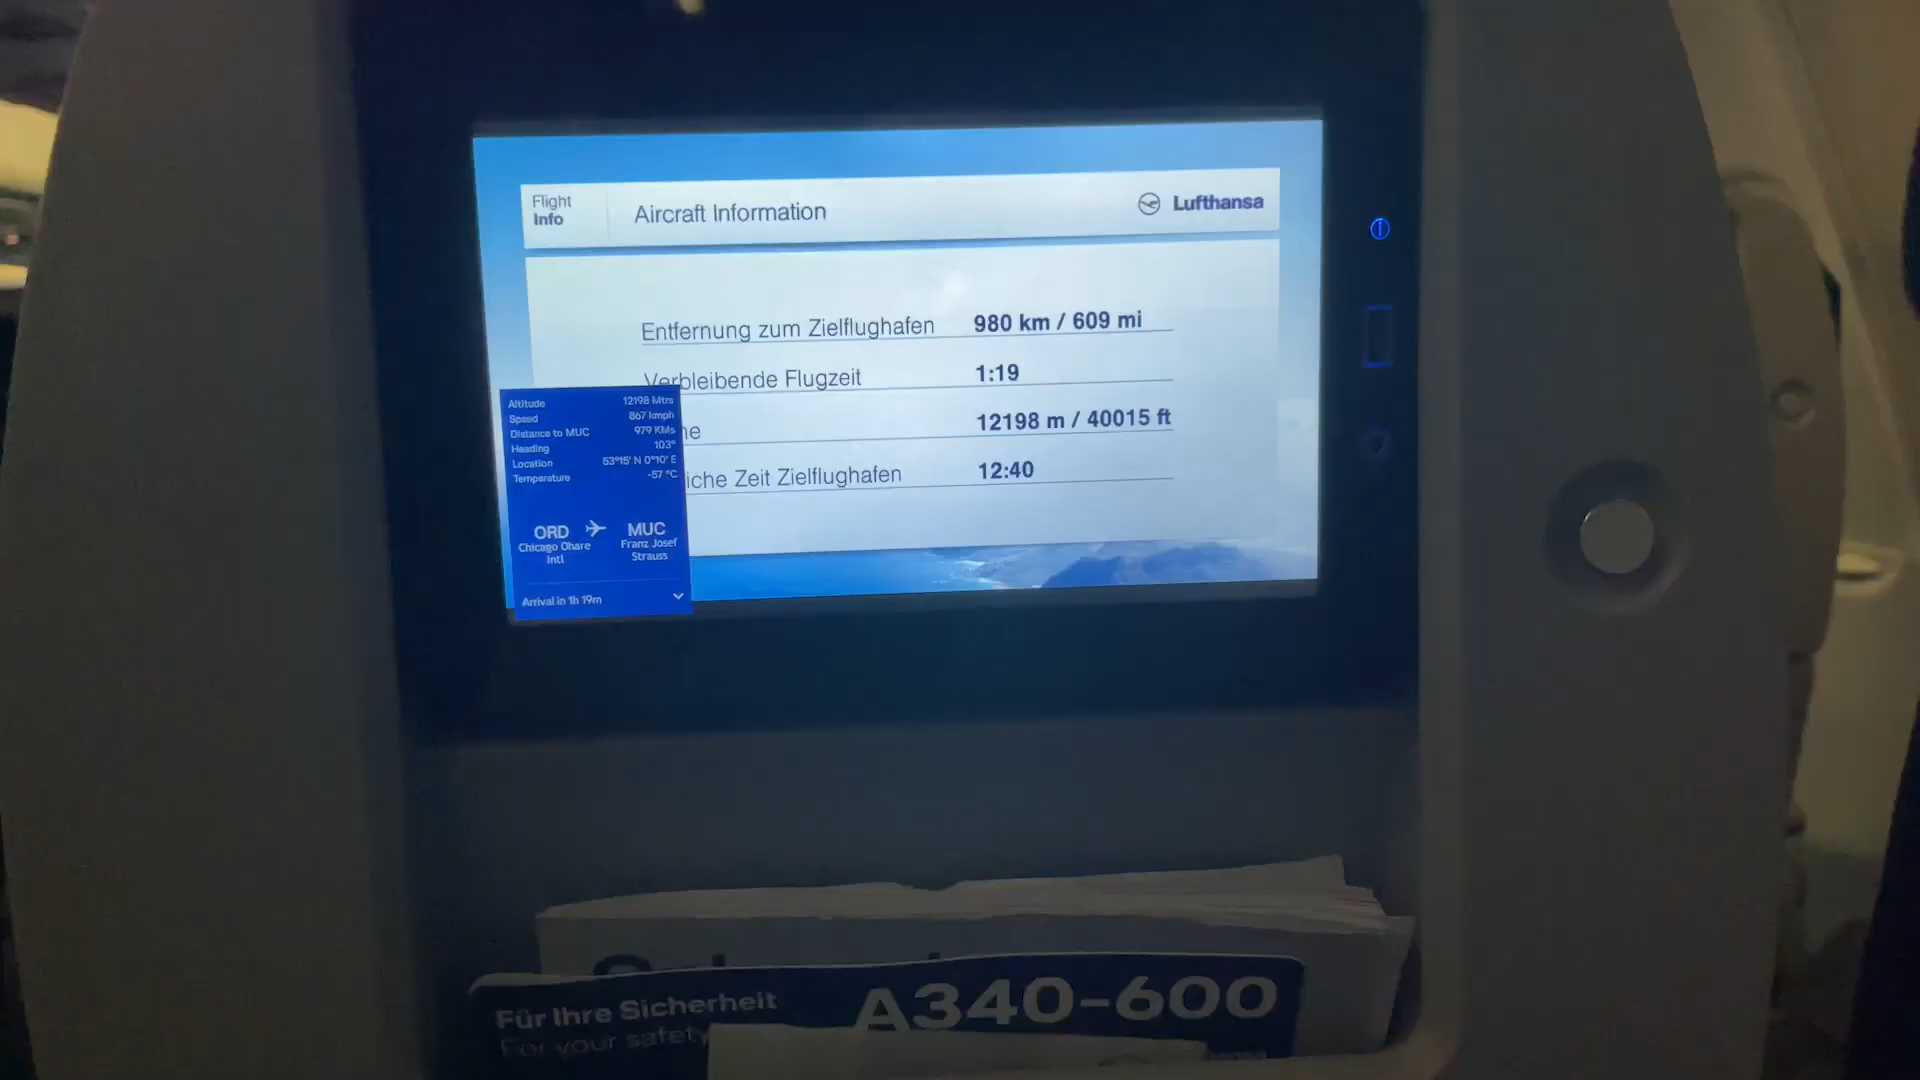 Flight
Info
Aircraft Information
Lufthansa
Entfernung zum Zielflughafen 980 km / 609 mi
Verbleibende Flugzeit 1:19
12198 m / 40015 ft
Zeit Zielflughafen 12:40
Altitude 12198 Mtrs
Speed 867 kmph
Distance to MUC 979 KMs
Heading 103°
Location 53°15' N 0°10' E
Temperature -57 °C
ORD MUC
Chicago Ohare Intl
Franz Josef Strauss
Arrival in 1h 19m
Für Ihre Sicherheit
For your safety
A340-600